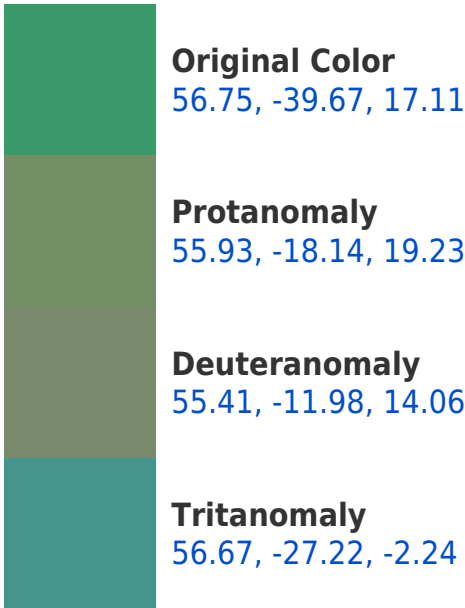 Original Color
56.75, -39.67, 17.11
Protanomaly
55.93, -18.14, 19.23
Deuteranomaly
55.41, -11.98, 14.06
Tritanomaly
56.67, -27.22, -2.24